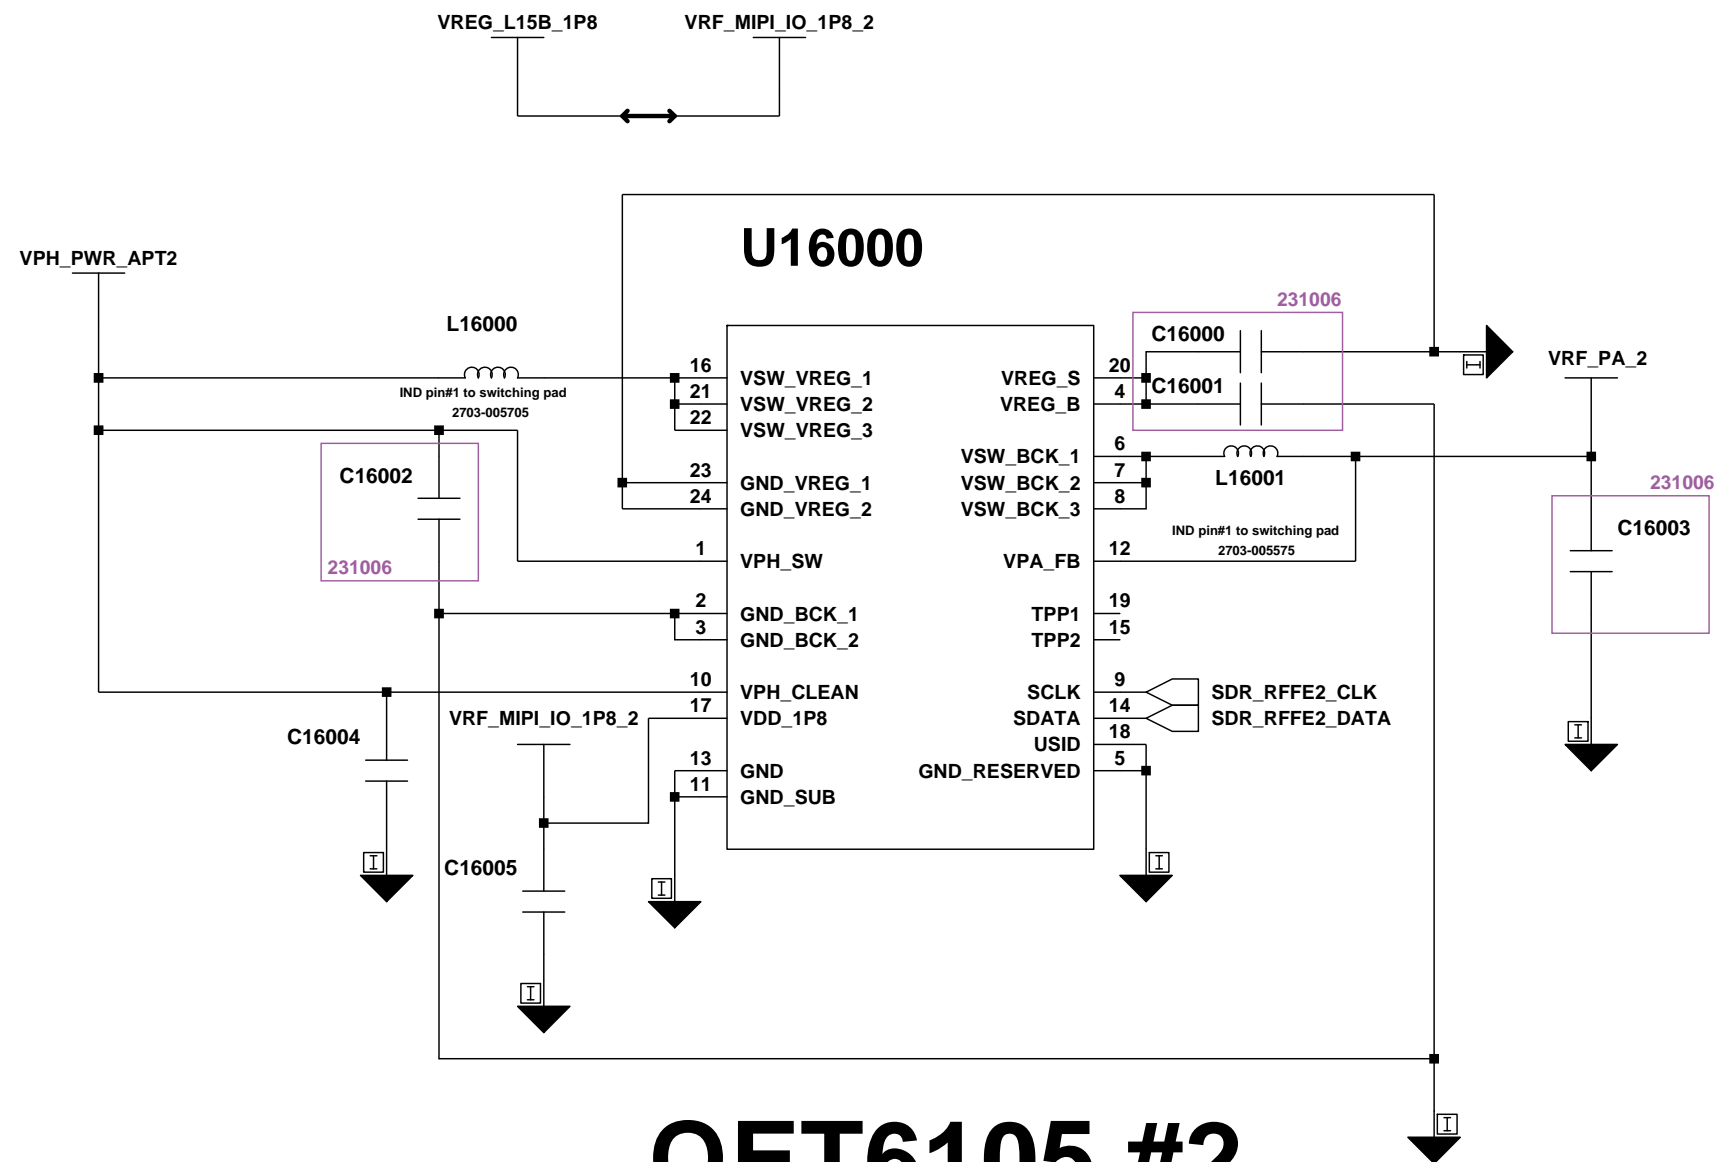 VREG_L15B_1P8 VRF_MIPI_IO_1P8_2
U16000
VPH_PWR_APT2
231006
L16000
C16000
VRF_PA_2
16 VSW_VREG_1
VREG_S 20
IND pin#1 to switching pad
2703-005705
21 VSW_VREG_2
VREG_B 4
C16001
22 VSW_VREG_3
VSW_BCK_1 6
C16002
23 GND_VREG_1
VSW_BCK_2 7
L16001
231006
24 GND_VREG_2
VSW_BCK_3 8
C16003
IND pin#1 to switching pad
2703-005575
1 VPH_SW
VPA_FB 12
231006
2 GND_BCK_1
TPP1 19
3 GND_BCK_2
TPP2 15
10 VPH_CLEAN
SCLK 9 SDR_RFFE2_CLK
VRF_MIPI_IO_1P8_2
17 VDD_1P8
SDATA 14 SDR_RFFE2_DATA
C16004
USID 18
13 GND
GND_RESERVED 5
11 GND_SUB
C16005
QET6105 #2